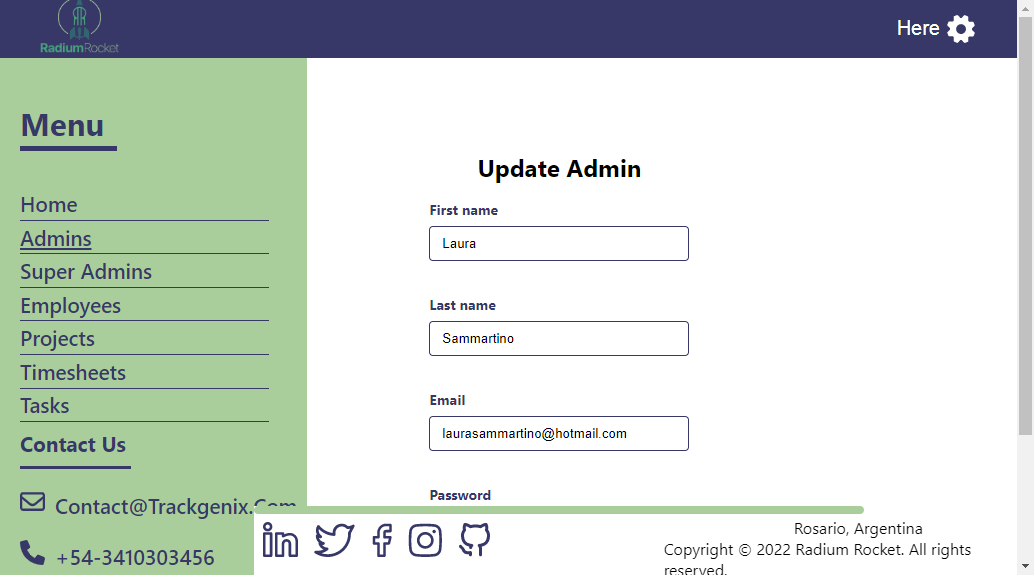 RadiumRocket
Here
Menu
Home
Admins
Super Admins
Employees
Projects
Timesheets
Tasks
Contact Us
Contact@Trackgenix.Com
+54-3410303456
Update Admin
First name
Laura
Last name
Sammartino
Email
laurasammartino@hotmail.com
Password
Rosario, Argentina
Copyright © 2022 Radium Rocket. All rights
reserved.